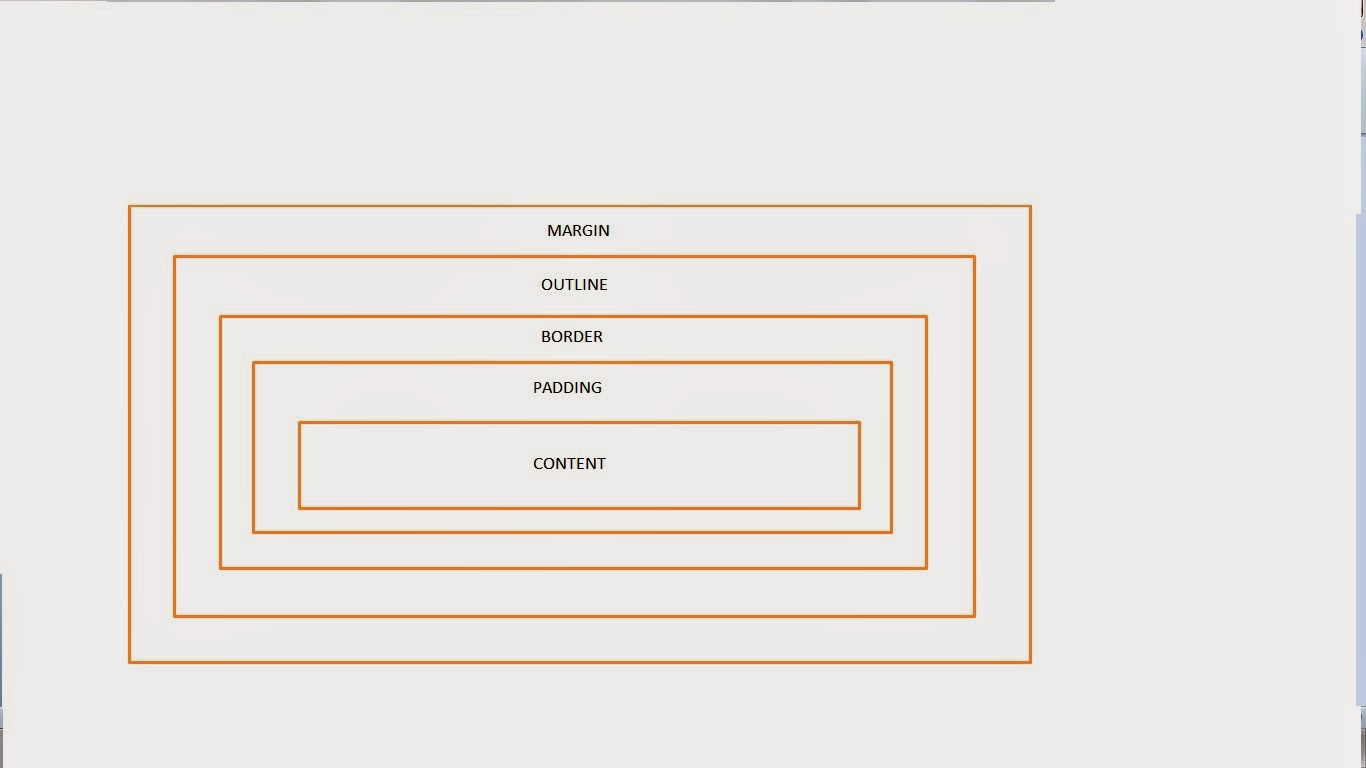 MARGIN
OUTLINE
BORDER
PADDING
CONTENT